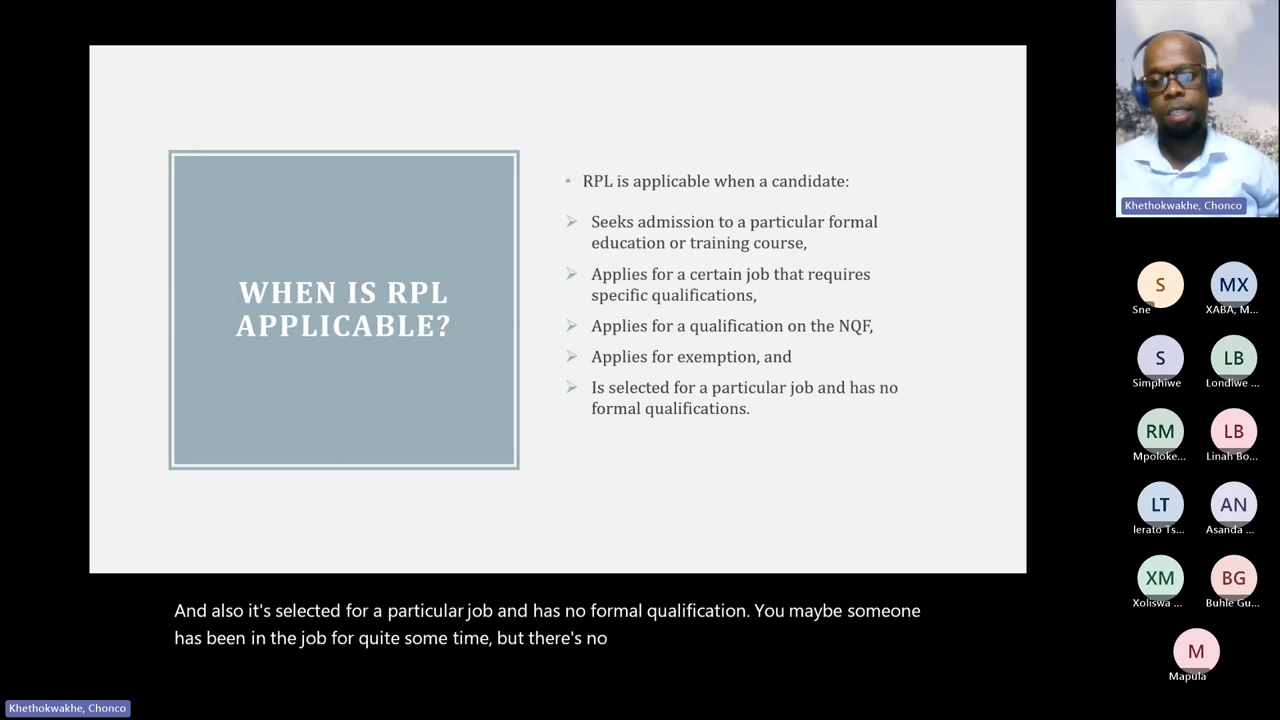 WHEN IS RPL
APPLICABLE?
• RPL is applicable when a candidate:
➢ Seeks admission to a particular formal
education or training course,
➢ Applies for a certain job that requires
specific qualifications,
➢ Applies for a qualification on the NQF,
➢ Applies for exemption, and
➢ Is selected for a particular job and has no
formal qualifications.
And also it's selected for a particular job and has no formal qualification. You maybe someone
has been in the job for quite some time, but there's no
Khethokwakhe, Chonco
Khethokwakhe, Chonco
S
Sne
MX
XABA, M...
S
Simphiwe
LB
Londiwe ...
RM
Mpoloke...
LB
Linah Bo...
LT
lerato Ts...
AN
Asanda ...
XM
Xoliswa ...
BG
Buhle Gu...
M
Mapula